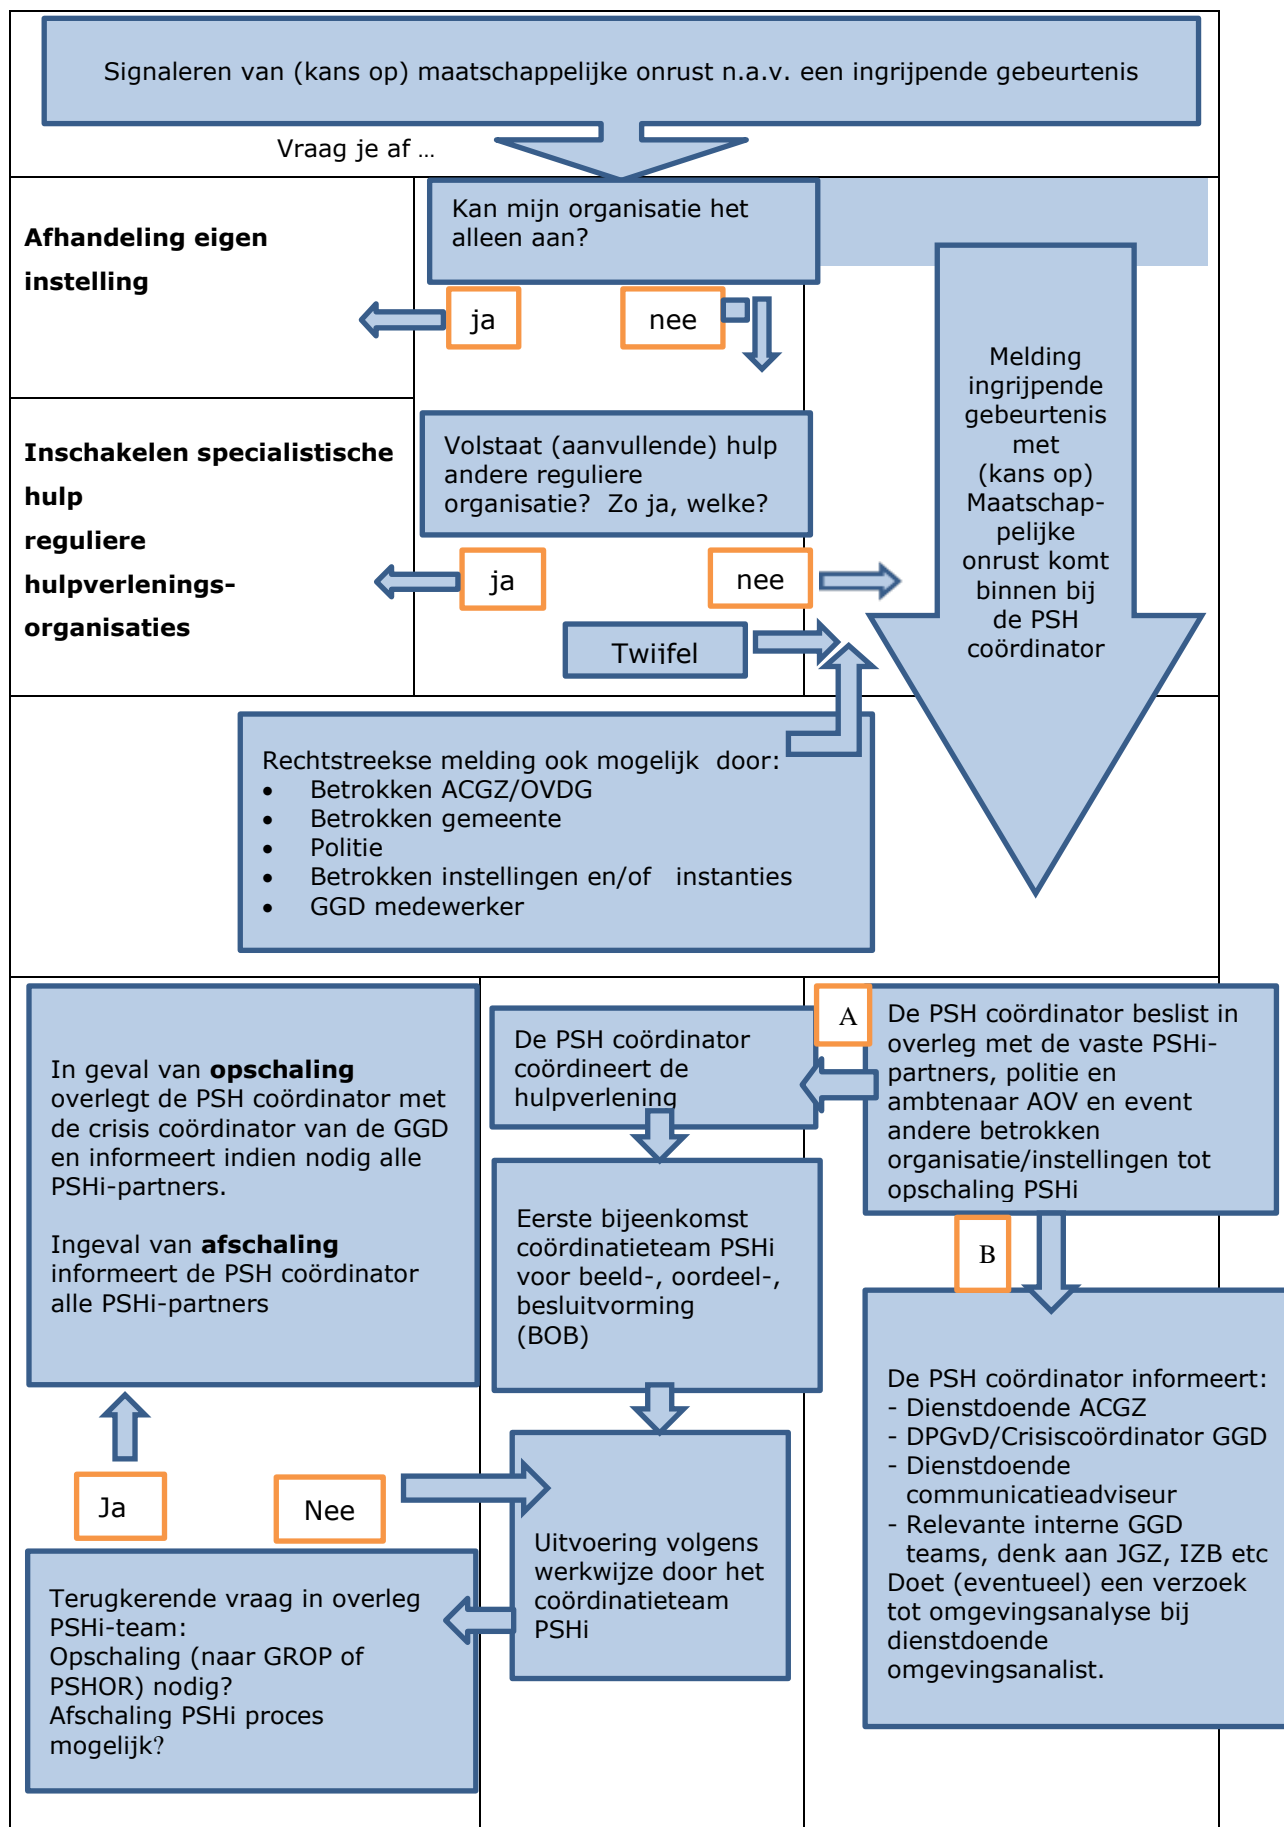 Signaleren van (kans op) maatschappelijke onrust n.a.v. een ingrijpende gebeurtenis
Vraag je af …
Afhandeling eigen
instelling
Kan mijn organisatie het
alleen aan?
ja
nee
Melding
ingrijpende
gebeurtenis
met
(kans op)
Maatschap-
pelijke
onrust komt
binnen bij
de PSH
coördinator
Inschakelen specialistische
hulp
reguliere
hulpverlenings-
organisaties
Volstaat (aanvullende) hulp
andere reguliere
organisatie? Zo ja, welke?
ja
nee
Twijfel
Rechtstreekse melding ook mogelijk door:
• Betrokken ACGZ/OVDG
• Betrokken gemeente
• Politie
• Betrokken instellingen en/of instanties
• GGD medewerker
A
De PSH coördinator beslist in
overleg met de vaste PSHi-
partners, politie en
ambtenaar AOV en event
andere betrokken
organisatie/instellingen tot
opschaling PSHi
De PSH coördinator
coördineert de
hulpverlening
B
De PSH coördinator informeert:
- Dienstdoende ACGZ
- DPGvD/Crisiscoördinator GGD
- Dienstdoende
communicatieadviseur
- Relevante interne GGD
teams, denk aan JGZ, IZB etc
Doet (eventueel) een verzoek
tot omgevingsanalyse bij
dienstdoende
omgevingsanalist.
Eerste bijeenkomst
coördinatieteam PSHi
voor beeld-, oordeel-,
besluitvorming
(BOB)
Uitvoering volgens
werkwijze door het
coördinatieteam
PSHi
Terugkerende vraag in overleg
PSHi-team:
Opschaling (naar GROP of
PSHOR) nodig?
Afschaling PSHi proces
mogelijk?
Ja
Nee
In geval van opschaling
overlegt de PSH coördinator met
de crisis coördinator van de GGD
en informeert indien nodig alle
PSHi-partners.
Ingeval van afschaling
informeert de PSH coördinator
alle PSHi-partners